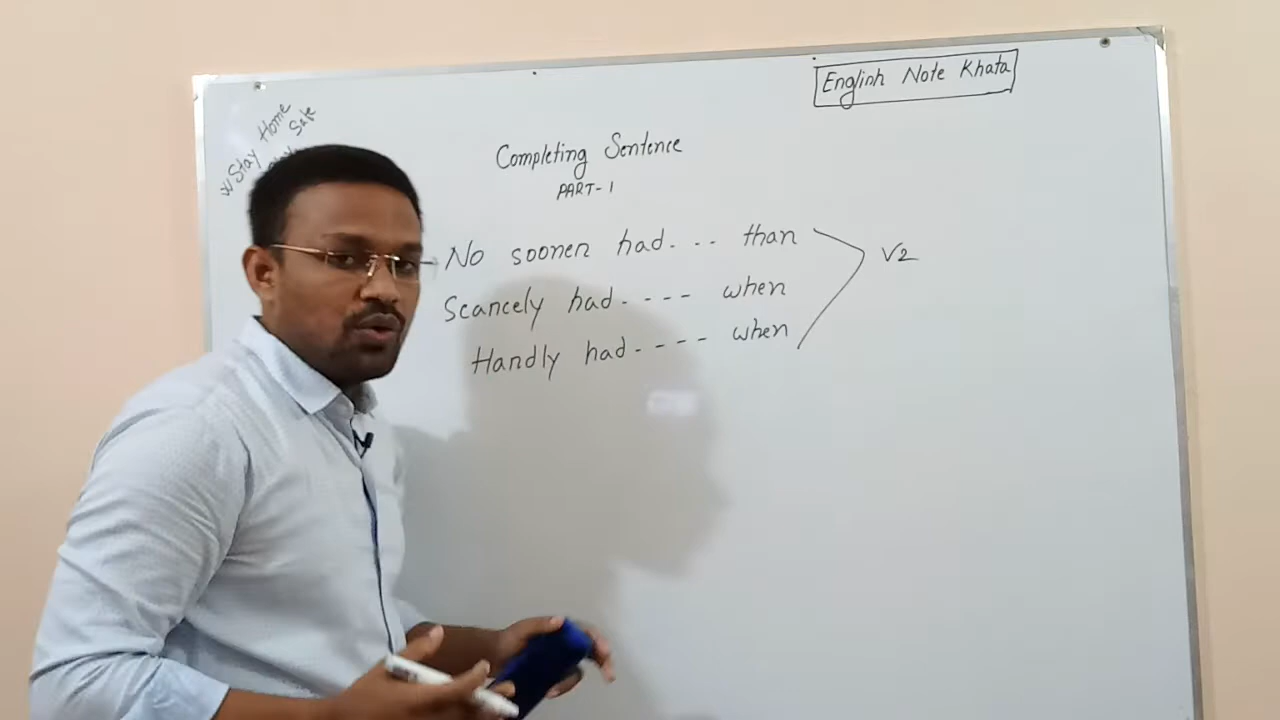 English Note Khata
Stay Home
Safe
Completing Sentence
PART-1
No sooner had. - - than
Scarcely had. - - - when
Hardly had. - - - when
V2